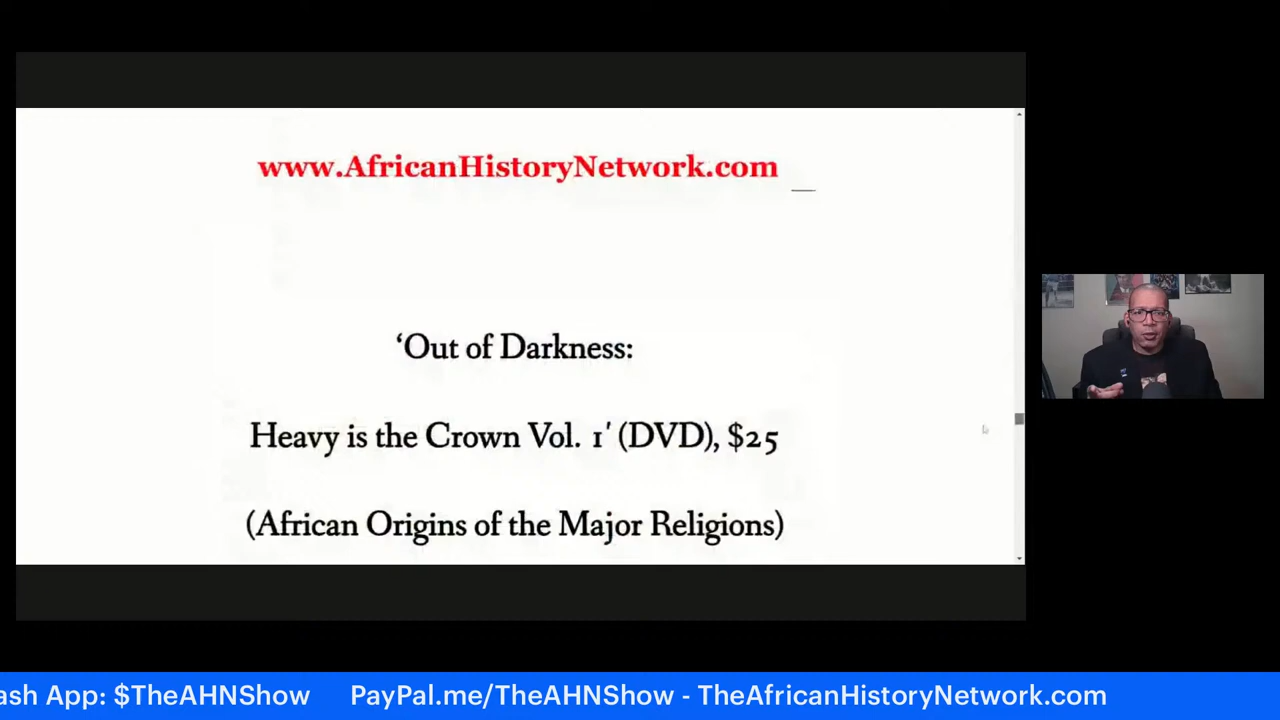 www.AfricanHistoryNetwork.com
‘Out of Darkness:
Heavy is the Crown Vol. 1' (DVD), $25
(African Origins of the Major Religions)
ash App: $TheAHNShow PayPal.me/TheAHNShow - TheAfricanHistoryNetwork.com